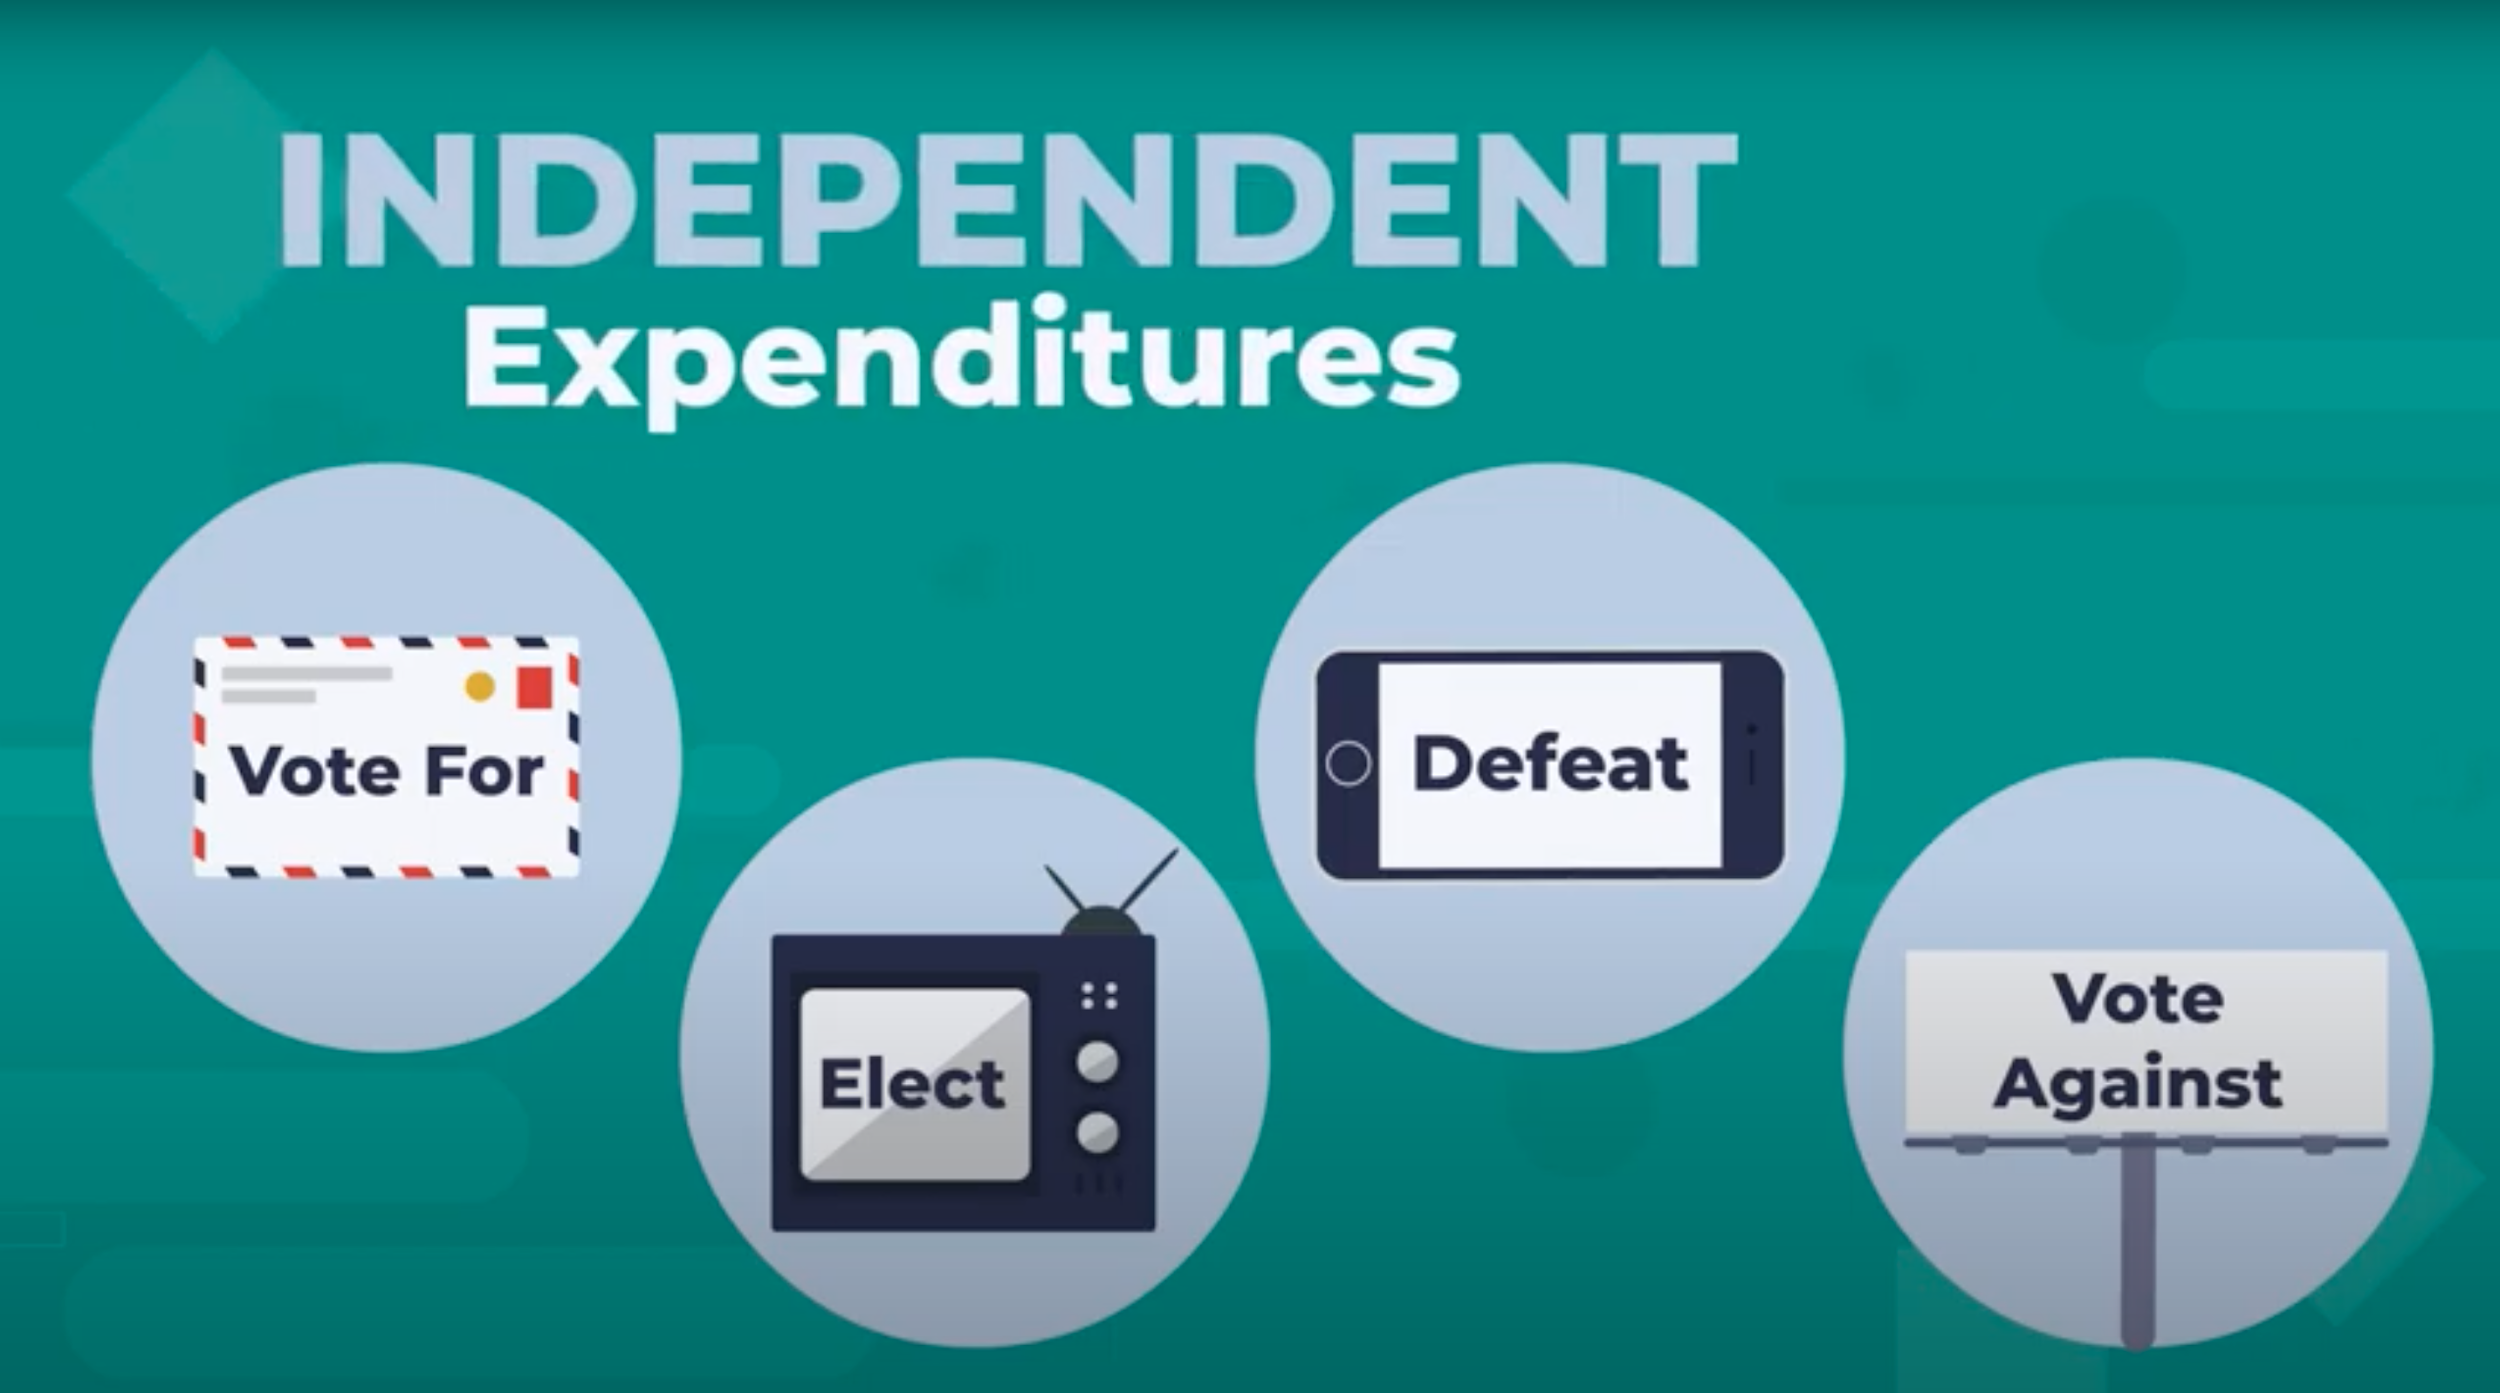 INDEPENDENT
Expenditures
Vote For
Elect
Defeat
Vote
Against